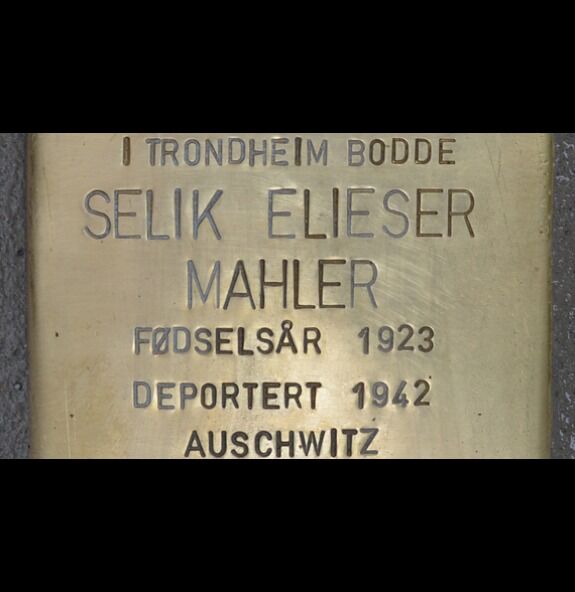 I TRONDHEIM BODDE
SELIK ELIESER
MAHLER
FØDSELSÅR 1923
DEPORTERT 1942
AUSCHWITZ